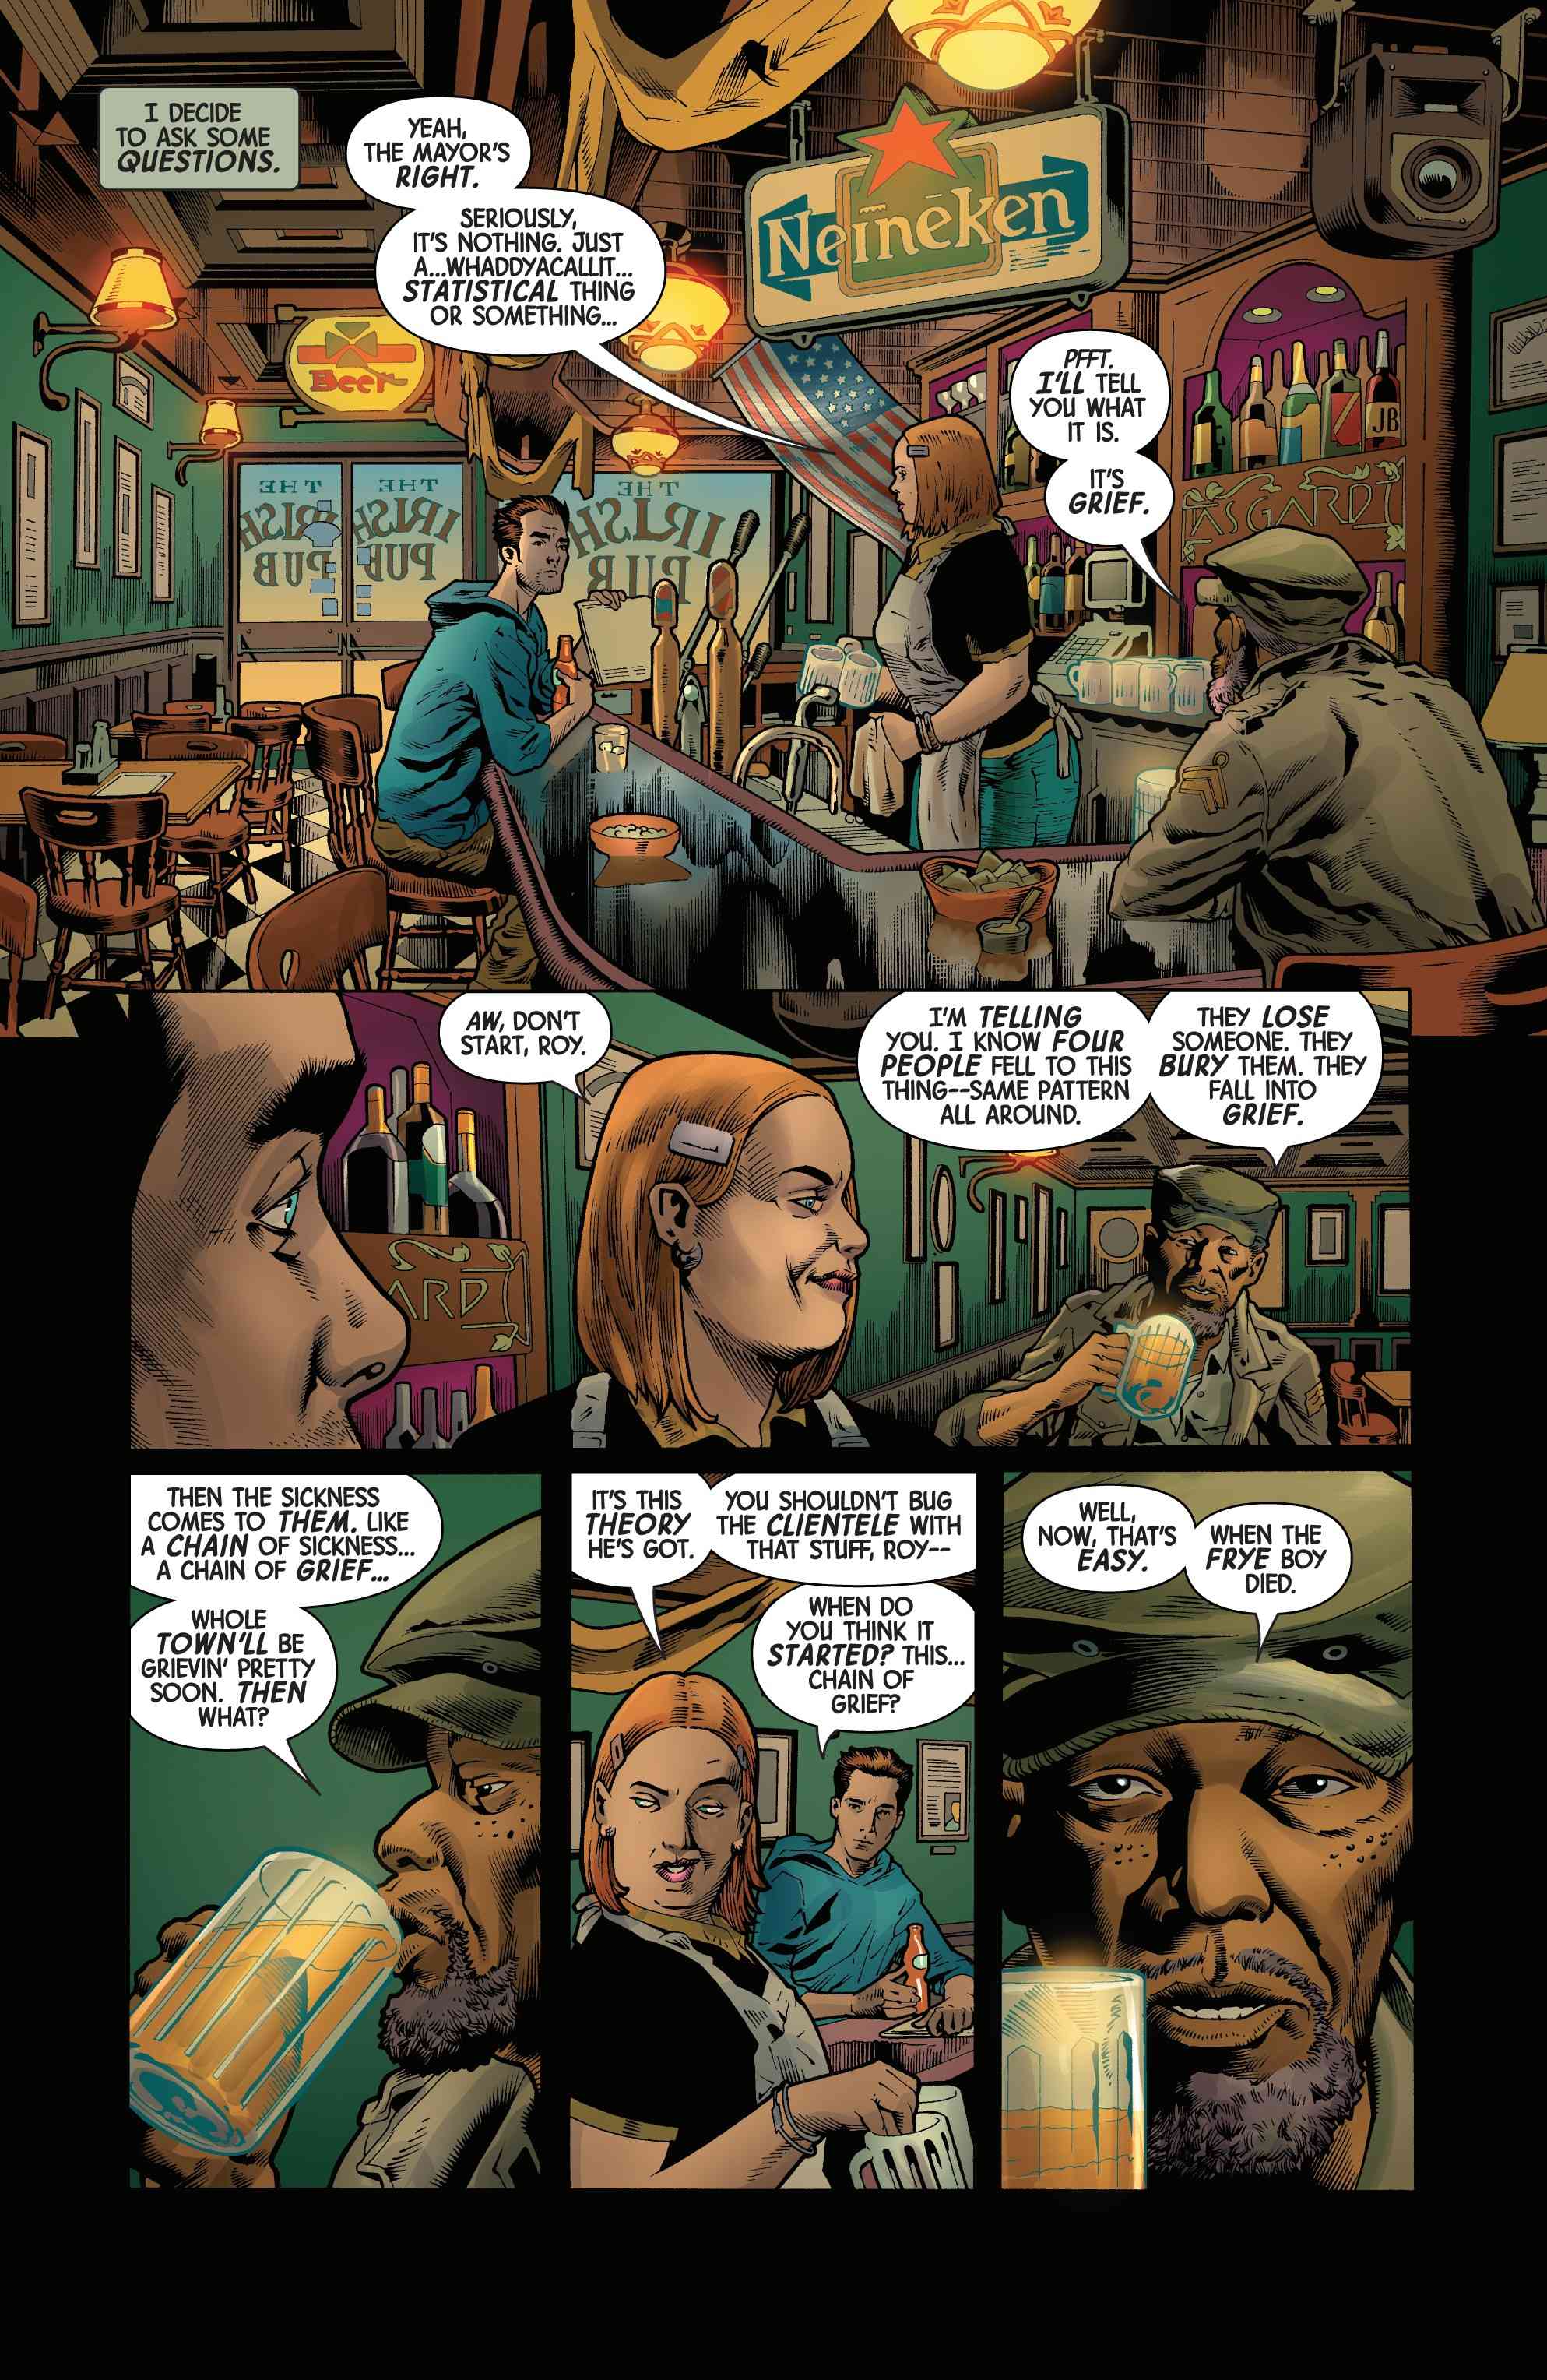 I DECIDE
TO ASK SOME
QUESTIONS.
YEAH,
THE MAYOR'S
RIGHT.
SERIOUSLY,
IT'S NOTHING. JUST
A...WHADDYACALLIT...
STATISTICAL THING
OR SOMETHING...
Neineken
Beer
THE
IRISH
PUB
THE
IRISH
PUB
THE
IRISH
PUB
PFFT.
I'LL TELL
YOU WHAT
IT IS.
IT'S
GRIEF.
JB
ASGARD
AW, DON'T
START, ROY.
I'M TELLING
YOU. I KNOW FOUR
PEOPLE FELL TO THIS
THING--SAME PATTERN
ALL AROUND.
THEY LOSE
SOMEONE. THEY
BURY THEM. THEY
FALL INTO
GRIEF.
ARD
THEN THE SICKNESS
COMES TO THEM. LIKE
A CHAIN OF SICKNESS...
A CHAIN OF GRIEF...
WHOLE
TOWN'LL BE
GRIEVIN' PRETTY
SOON. THEN
WHAT?
IT'S THIS
THEORY
HE'S GOT.
YOU SHOULDN'T BUG
THE CLIENTELE WITH
THAT STUFF, ROY--
WHEN DO
YOU THINK IT
STARTED? THIS...
CHAIN OF
GRIEF?
WELL,
NOW, THAT'S
EASY.
WHEN THE
FRYE BOY
DIED.